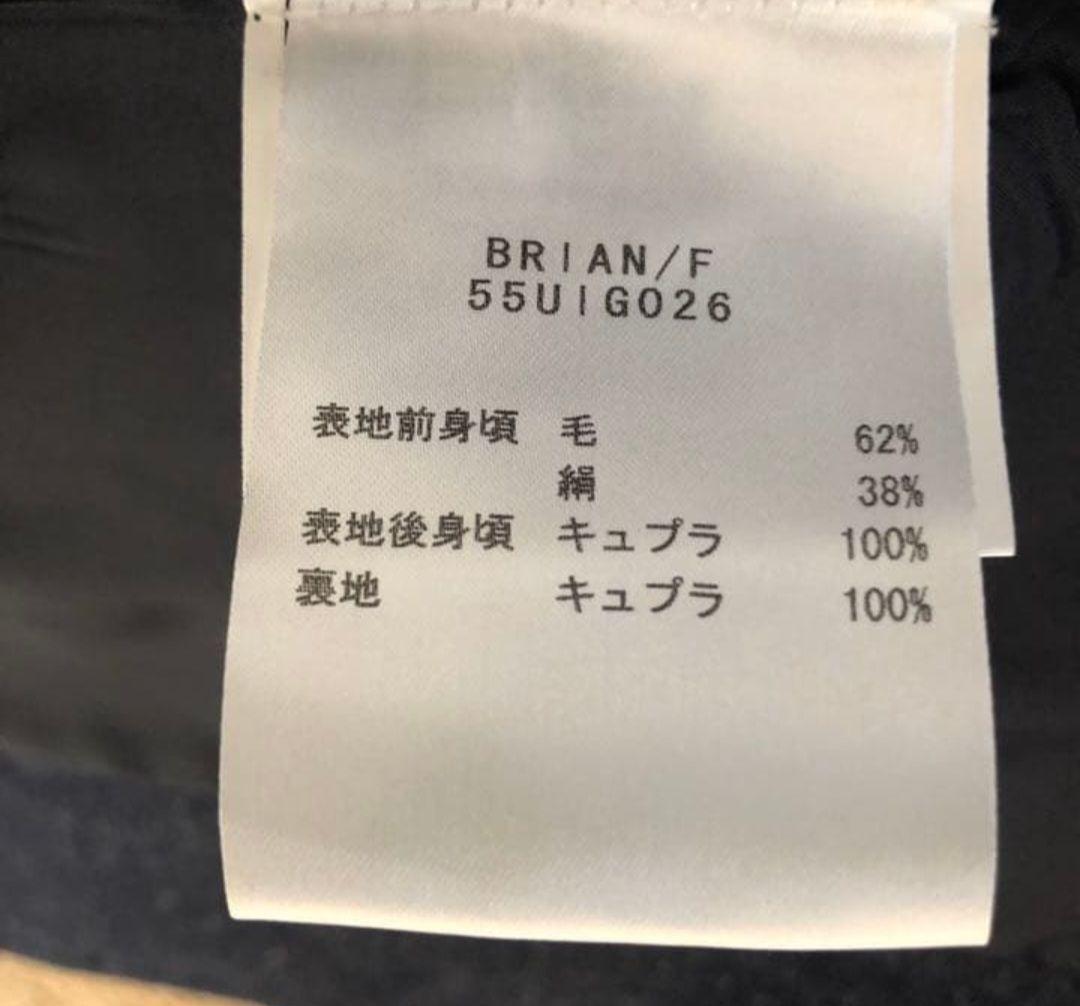 BRIAN/F
55UIG026
表地前身頃 毛 62%
絹 38%
表地後身頃 キュプラ 100%
裏地 キュプラ 100%